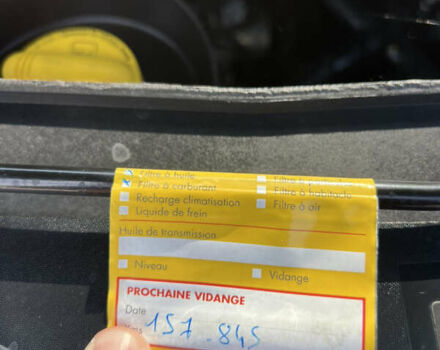 Filtre à huile
Filtre à carburant
Filtre à habitacle
Recharge climatisation
Filtre à air
Liquide de frein
Huile de transmission
Niveau
Vidange
PROCHAINE VIDANGE
Date
Kms 157.845